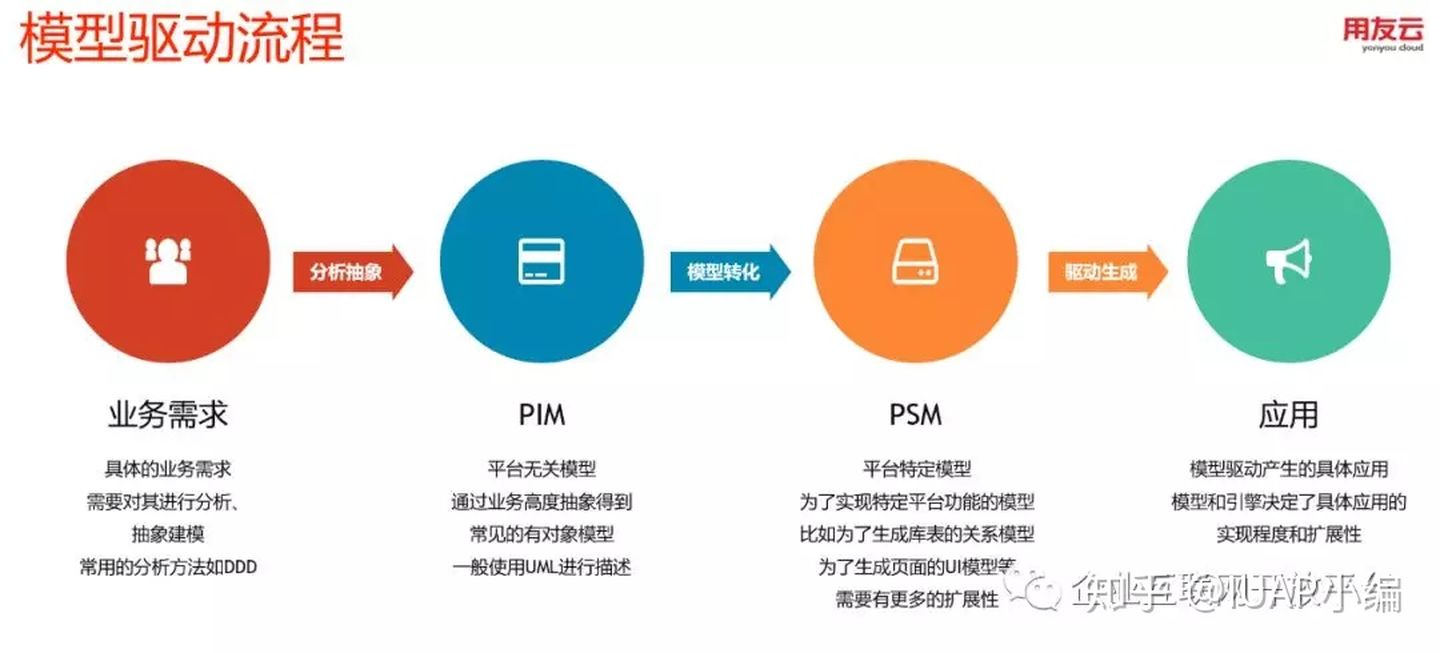 模型驱动流程
用友云
yonyou cloud
分析抽象
模型转化
驱动生成
业务需求
具体的业务需求
需要对其进行分析、
抽象建模
常用的分析方法如DDD
PIM
平台无关模型
通过业务高度抽象得到
常见的有对象模型
一般使用UML进行描述
PSM
平台特定模型
为了实现特定平台功能的模型
比如为了生成库表的关系模型
为了生成页面的UI模型等
需要有更多的扩展性
应用
模型驱动产生的具体应用
模型和引擎决定了具体应用的
实现程度和扩展性